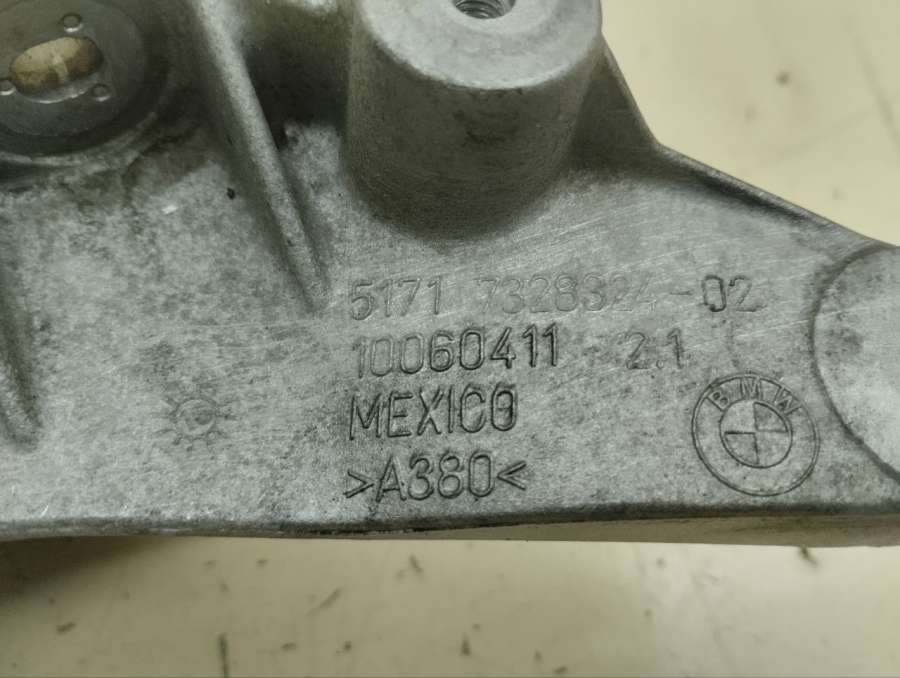 5171 7328324-02
10060411 2.1
MEXICO
>A380<
BMW